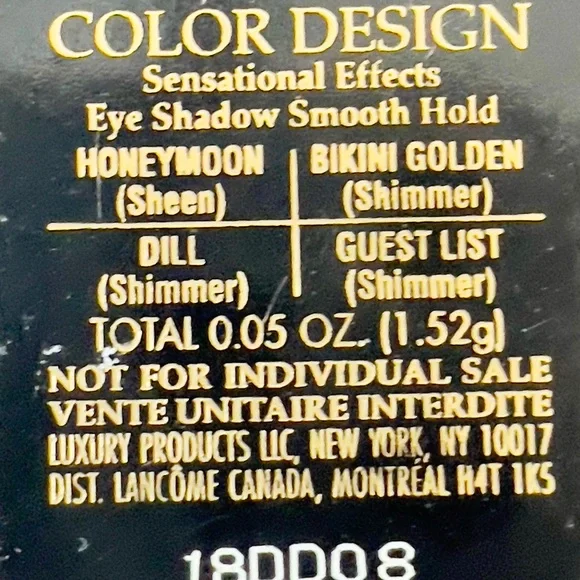 COLOR DESIGN
Sensational Effects
Eye Shadow Smooth Hold
HONEYMOON BIKINI GOLDEN
(Sheen) (Shimmer)
DILL GUEST LIST
(Shimmer) (Shimmer)
TOTAL 0.05 OZ. (1.52g)
NOT FOR INDIVIDUAL SALE
VENTE UNITAIRE INTERDITE
LUXURY PRODUCTS LLC, NEW YORK, NY 10017
DIST. LANCÔME CANADA, MONTRÉAL H4T 1K5
18DD08